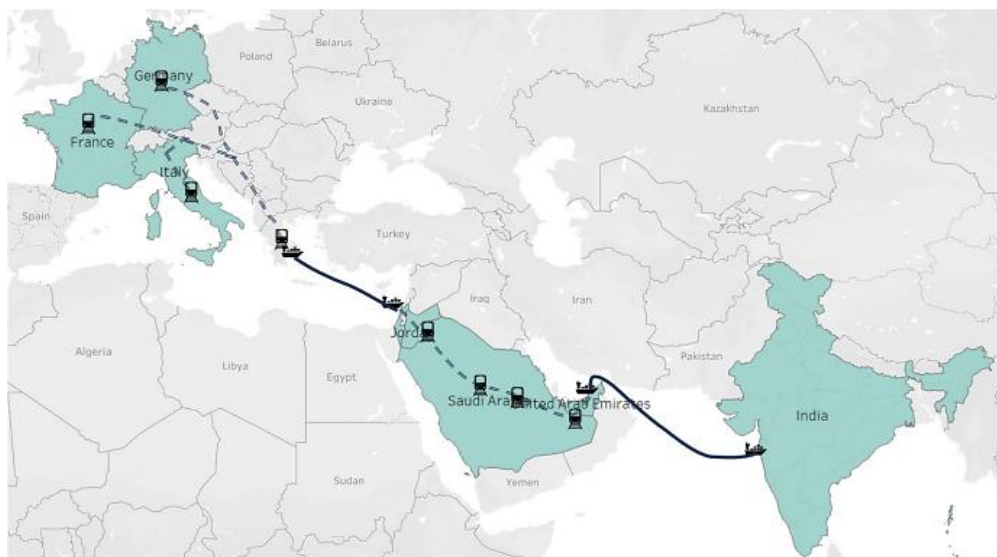 Poland
Belarus
Germany
Ukraine
Kazakhstan
France
Italy
Spain
Turkey
Iraq
Iran
Jordan
Algeria
Libya
Egypt
Pakistan
Saudi Ara
United Arab Emirates
India
Sudan
Yemen